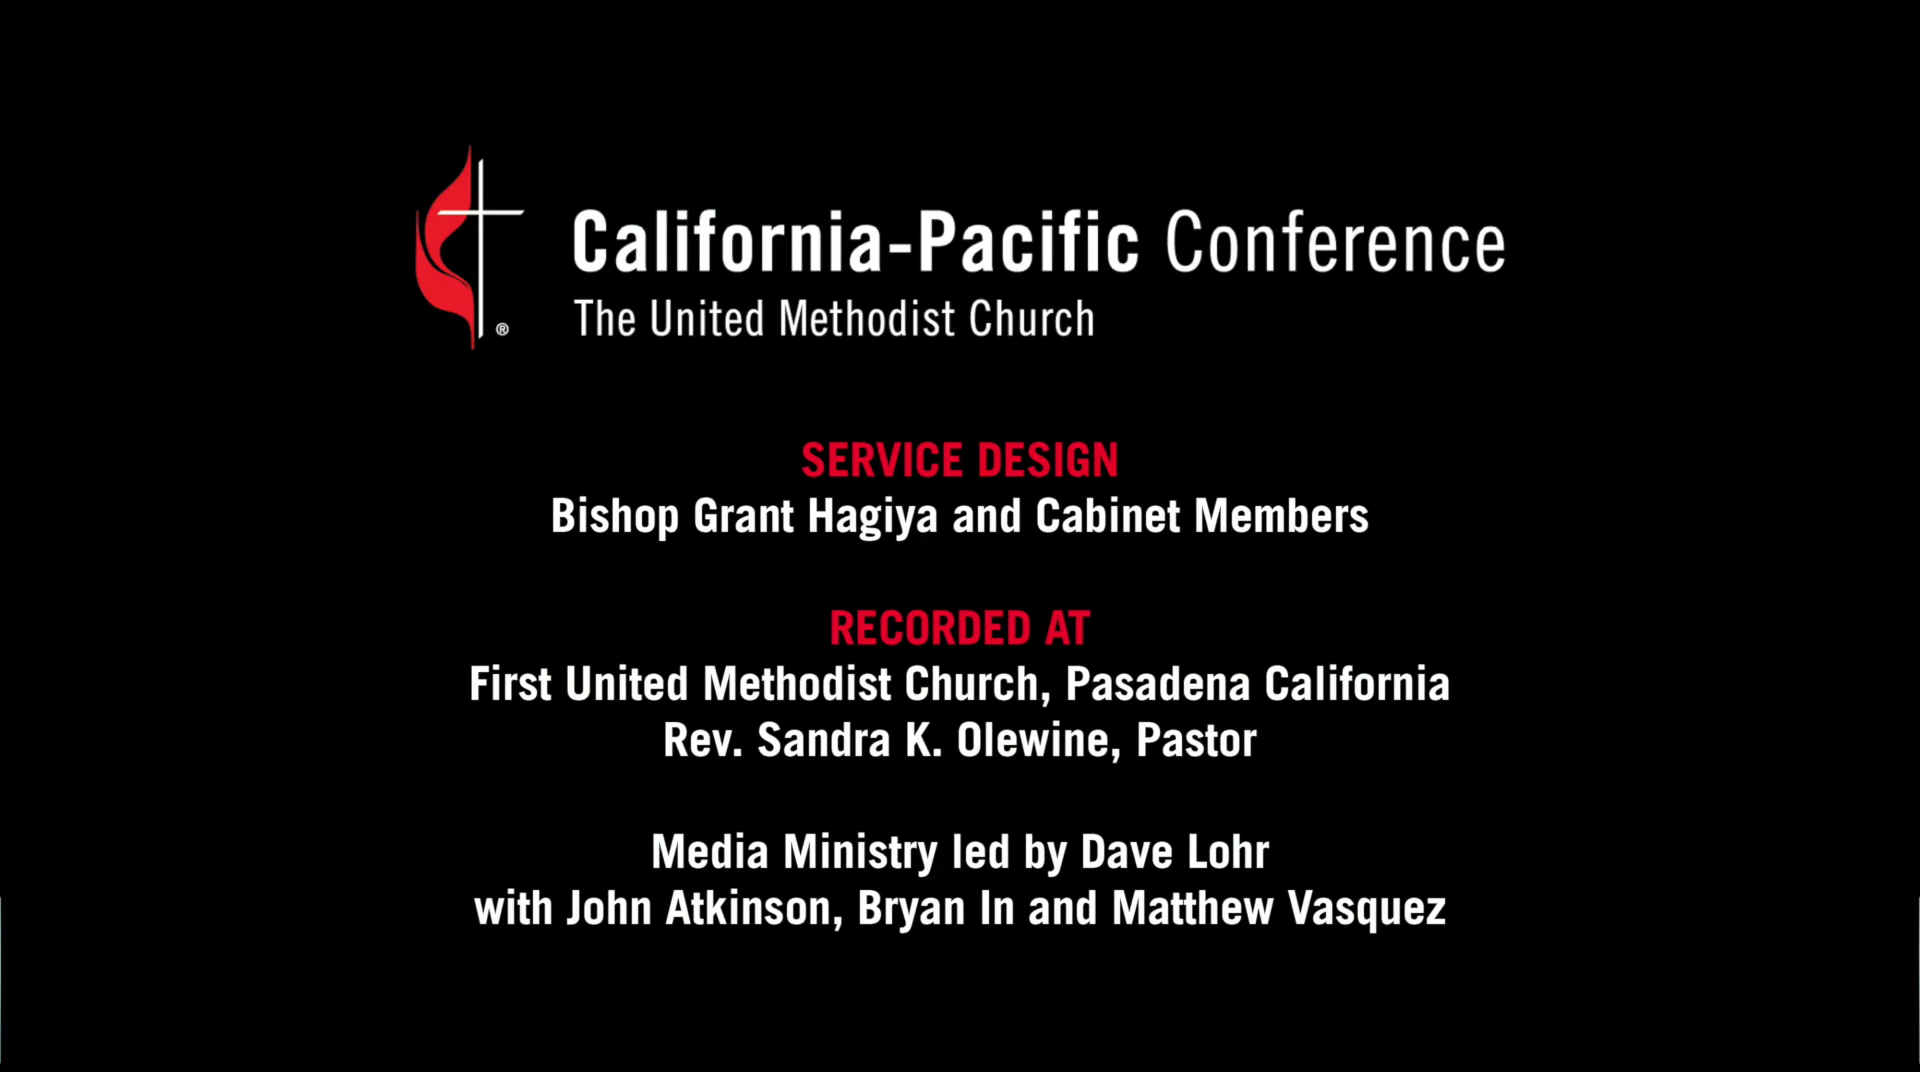 California-Pacific Conference
The United Methodist Church
®
SERVICE DESIGN
Bishop Grant Hagiya and Cabinet Members
RECORDED AT
First United Methodist Church, Pasadena California
Rev. Sandra K. Olewine, Pastor
Media Ministry led by Dave Lohr
with John Atkinson, Bryan In and Matthew Vasquez